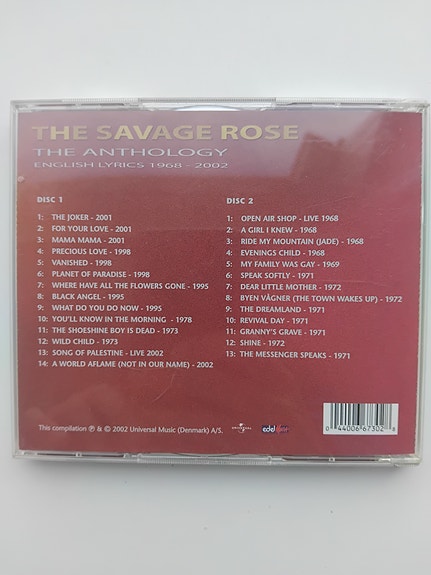 THE SAVAGE ROSE
THE ANTHOLOGY
ENGLISH LYRICS 1968 - 2002
DISC 1
1: THE JOKER - 2001
2: FOR YOUR LOVE - 2001
3: MAMA MAMA - 2001
4: PRECIOUS LOVE - 1998
5: VANISHED - 1998
6: PLANET OF PARADISE - 1998
7: WHERE HAVE ALL THE FLOWERS GONE - 1995
8: BLACK ANGEL - 1995
9: WHAT DO YOU DO NOW - 1995
10: YOU'LL KNOW IN THE MORNING - 1978
11: THE SHOESHINE BOY IS DEAD - 1973
12: WILD CHILD - 1973
13: SONG OF PALESTINE - LIVE 2002
14: A WORLD AFLAME (NOT IN OUR NAME) - 2002
DISC 2
1: OPEN AIR SHOP - LIVE 1968
2: A GIRL I KNEW - 1968
3: RIDE MY MOUNTAIN (JADE) - 1968
4: EVENINGS CHILD - 1968
5: MY FAMILY WAS GAY - 1969
6: SPEAK SOFTLY - 1971
7: DEAR LITTLE MOTHER - 1972
8: BYEN VÅGNER (THE TOWN WAKES UP) - 1972
9: THE DREAMLAND - 1971
10: REVIVAL DAY - 1971
11: GRANNY'S GRAVE - 1971
12: SHINE - 1972
13: THE MESSENGER SPEAKS - 1971
This compilation ℗ & © 2002 Universal Music (Denmark) A/S.
UNIVERSAL
edel
0 44006 67302 8